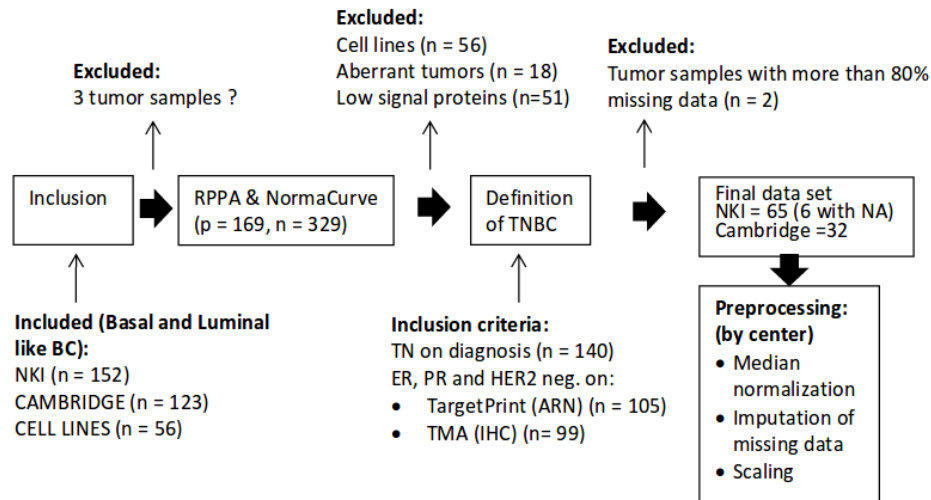 Excluded:
3 tumor samples ?
Excluded:
Cell lines (n = 56)
Aberrant tumors (n = 18)
Low signal proteins (n=51)
Excluded:
Tumor samples with more than 80%
missing data (n = 2)
Inclusion
RPPA & NormaCurve
(p = 169, n = 329)
Definition
of TNBC
Final data set
NKI = 65 (6 with NA)
Cambridge =32
Included (Basal and Luminal
like BC):
NKI (n = 152)
CAMBRIDGE (n = 123)
CELL LINES (n = 56)
Inclusion criteria:
TN on diagnosis (n = 140)
ER, PR and HER2 neg. on:
• TargetPrint (ARN) (n = 105)
• TMA (IHC) (n= 99)
Preprocessing:
(by center)
• Median
normalization
• Imputation of
missing data
• Scaling